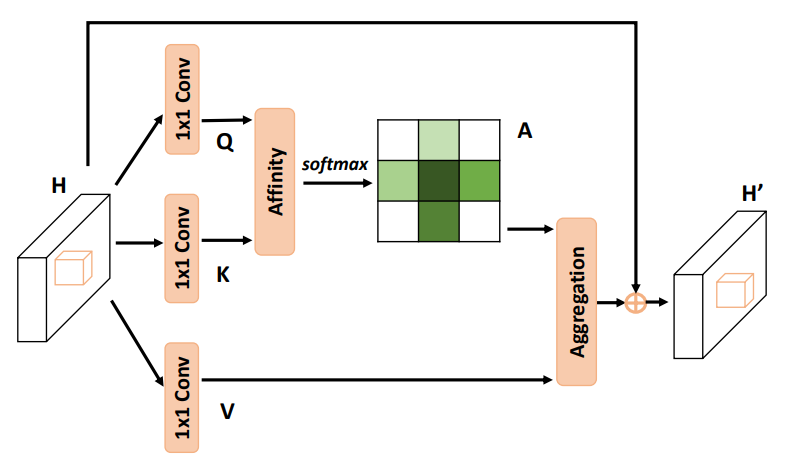 1x1 Conv
Q
Affinity
softmax
A
H
1x1 Conv
K
H’
Aggregation
1x1 Conv
V